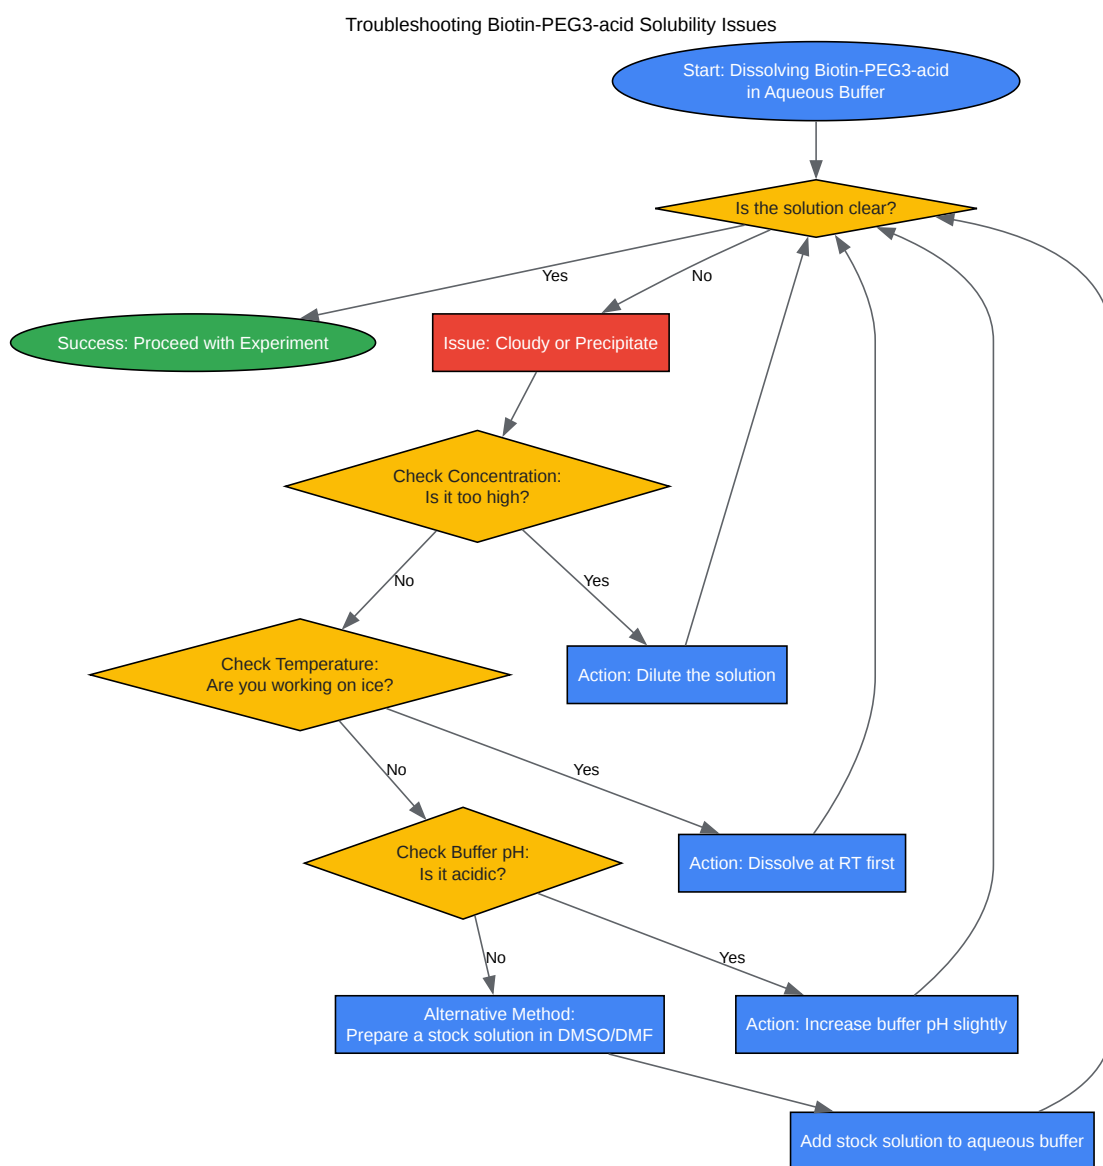 Troubleshooting Biotin-PEG3-acid Solubility Issues
Start: Dissolving Biotin-PEG3-acid
in Aqueous Buffer
Is the solution clear?
Yes
No
Success: Proceed with Experiment
Issue: Cloudy or Precipitate
Check Concentration:
Is it too high?
No
Yes
Check Temperature:
Are you working on ice?
Action: Dilute the solution
No
Yes
Check Buffer pH:
Is it acidic?
Action: Dissolve at RT first
No
Yes
Alternative Method:
Prepare a stock solution in DMSO/DMF
Action: Increase buffer pH slightly
Add stock solution to aqueous buffer